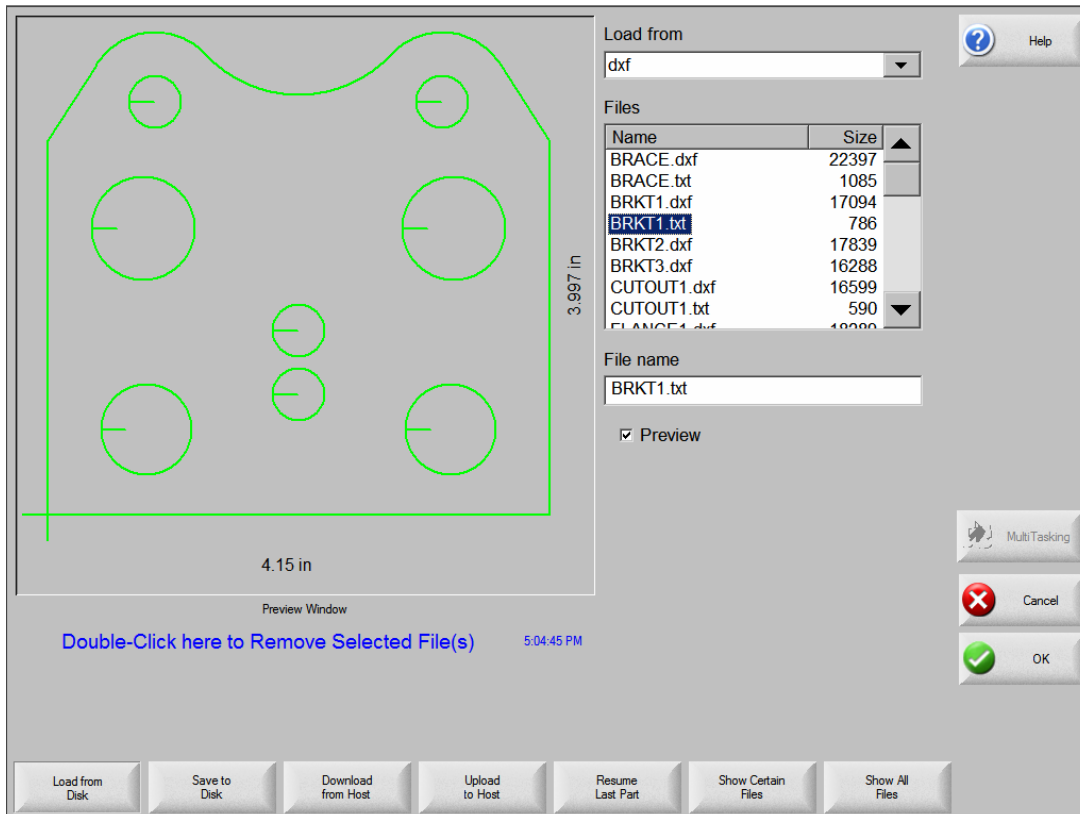 Load from
dxf
Help
Files
Name Size
BRACE.dxf 22397
BRACE.txt 1085
BRKT1.dxf 17094
BRKT1.txt 786
BRKT2.dxf 17839
BRKT3.dxf 16288
CUTOUT1.dxf 16599
CUTOUT1.txt 590
FLANGE1.dxf 18289
3.997 in
File name
BRKT1.txt
Preview
4.15 in
Preview Window
Double-Click here to Remove Selected File(s) 5:04:45 PM
MultiTasking
Cancel
OK
Load from
Disk
Save to
Disk
Download
from Host
Upload
to Host
Resume
Last Part
Show Certain
Files
Show All
Files